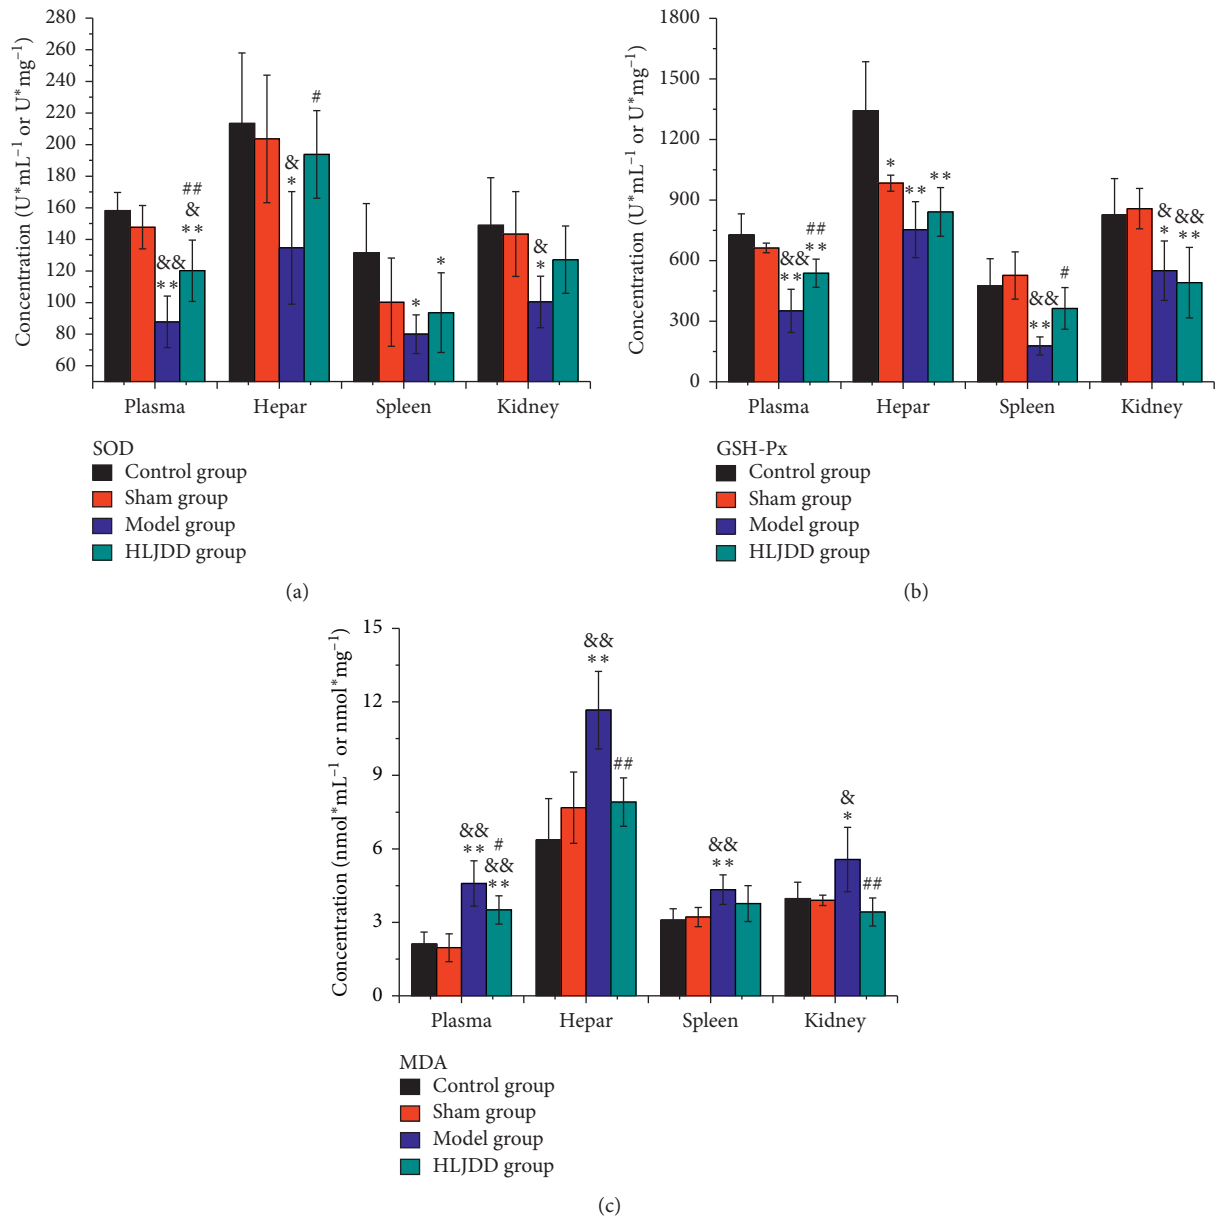 280
260
240
220
200
180
160
140
120
100
80
60
Concentration (U*mL⁻¹ or U*mg⁻¹)
&&
**
##
&
**
&
*
#
*
*
&
*
Plasma Hepar Spleen Kidney
SOD
Control group
Sham group
Model group
HLJDD group
(a)
1800
1500
1200
900
600
300
0
Concentration (U*mL⁻¹ or U*mg⁻¹)
&&
**
##
**
*
**
**
&&
**
#
&
*
&&
**
Plasma Hepar Spleen Kidney
GSH-Px
Control group
Sham group
Model group
HLJDD group
(b)
15
12
9
6
3
0
Concentration (nmol*mL⁻¹ or nmol*mg⁻¹)
&&
**
#
&&
**
&&
**
##
&&
**
&
*
##
Plasma Hepar Spleen Kidney
MDA
Control group
Sham group
Model group
HLJDD group
(c)